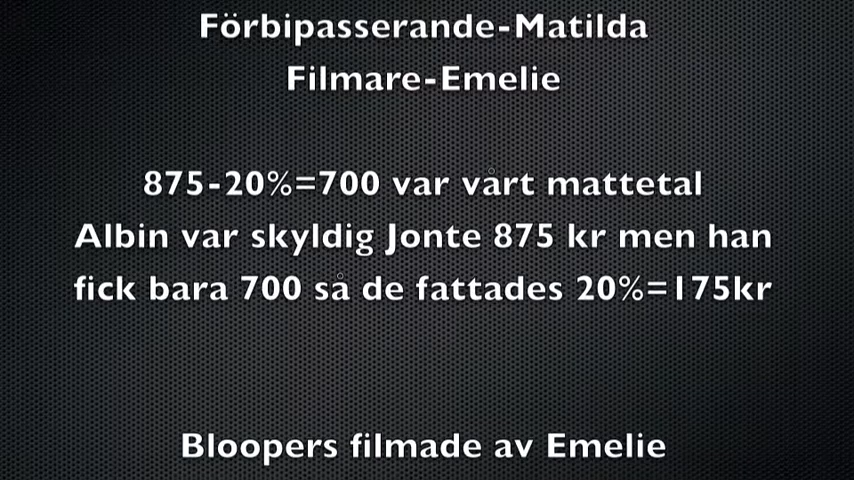 Förbipasserande-Matilda
Filmare-Emelie
875-20%=700 var vårt mattetal
Albin var skyldig Jonte 875 kr men han
fick bara 700 så de fattades 20%=175kr
Bloopers filmade av Emelie